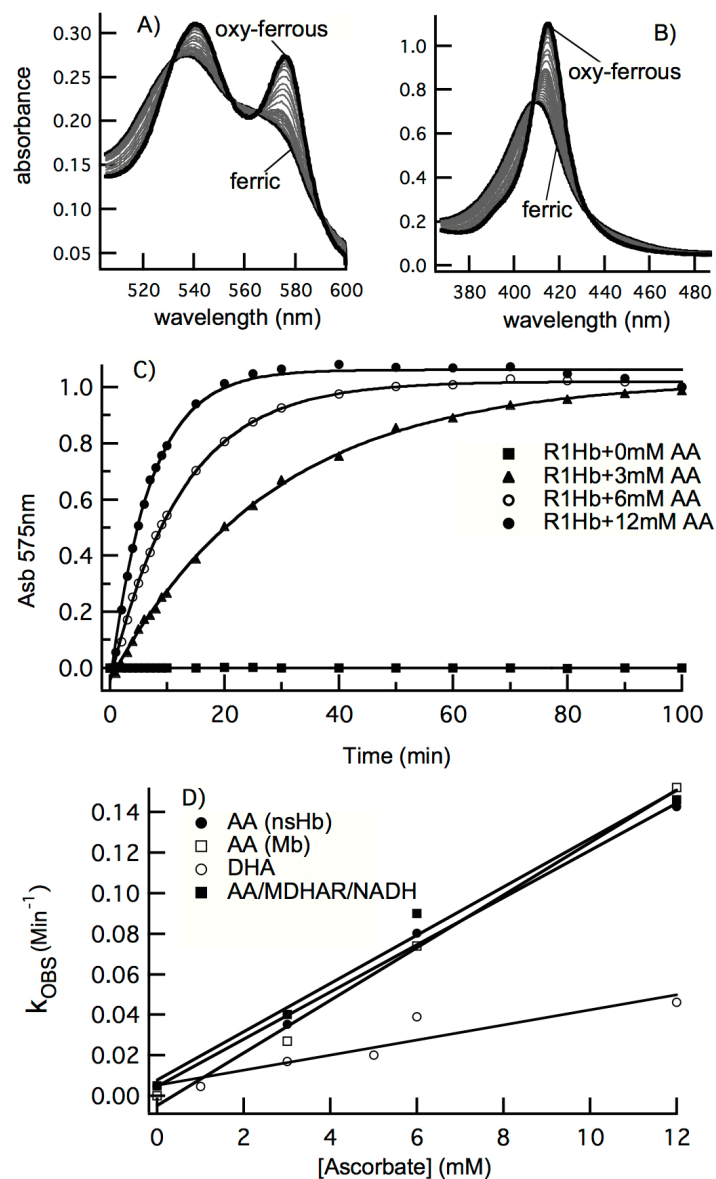 A)
oxy-ferrous
ferric
absorbance
0.30
0.25
0.20
0.15
0.10
0.05
520
540
560
580
600
wavelength (nm)
B)
oxy-ferrous
ferric
1.0
0.8
0.6
0.4
0.2
0.0
380
400
420
440
460
480
wavelength (nm)
C)
Asb 575nm
1.0
0.8
0.6
0.4
0.2
0.0
R1Hb+0mM AA
R1Hb+3mM AA
R1Hb+6mM AA
R1Hb+12mM AA
0
20
40
60
80
100
Time (min)
D)
AA (nsHb)
AA (Mb)
DHA
AA/MDHAR/NADH
kOBS (Min-1)
0.14
0.12
0.10
0.08
0.06
0.04
0.02
0.00
0
2
4
6
8
10
12
[Ascorbate] (mM)